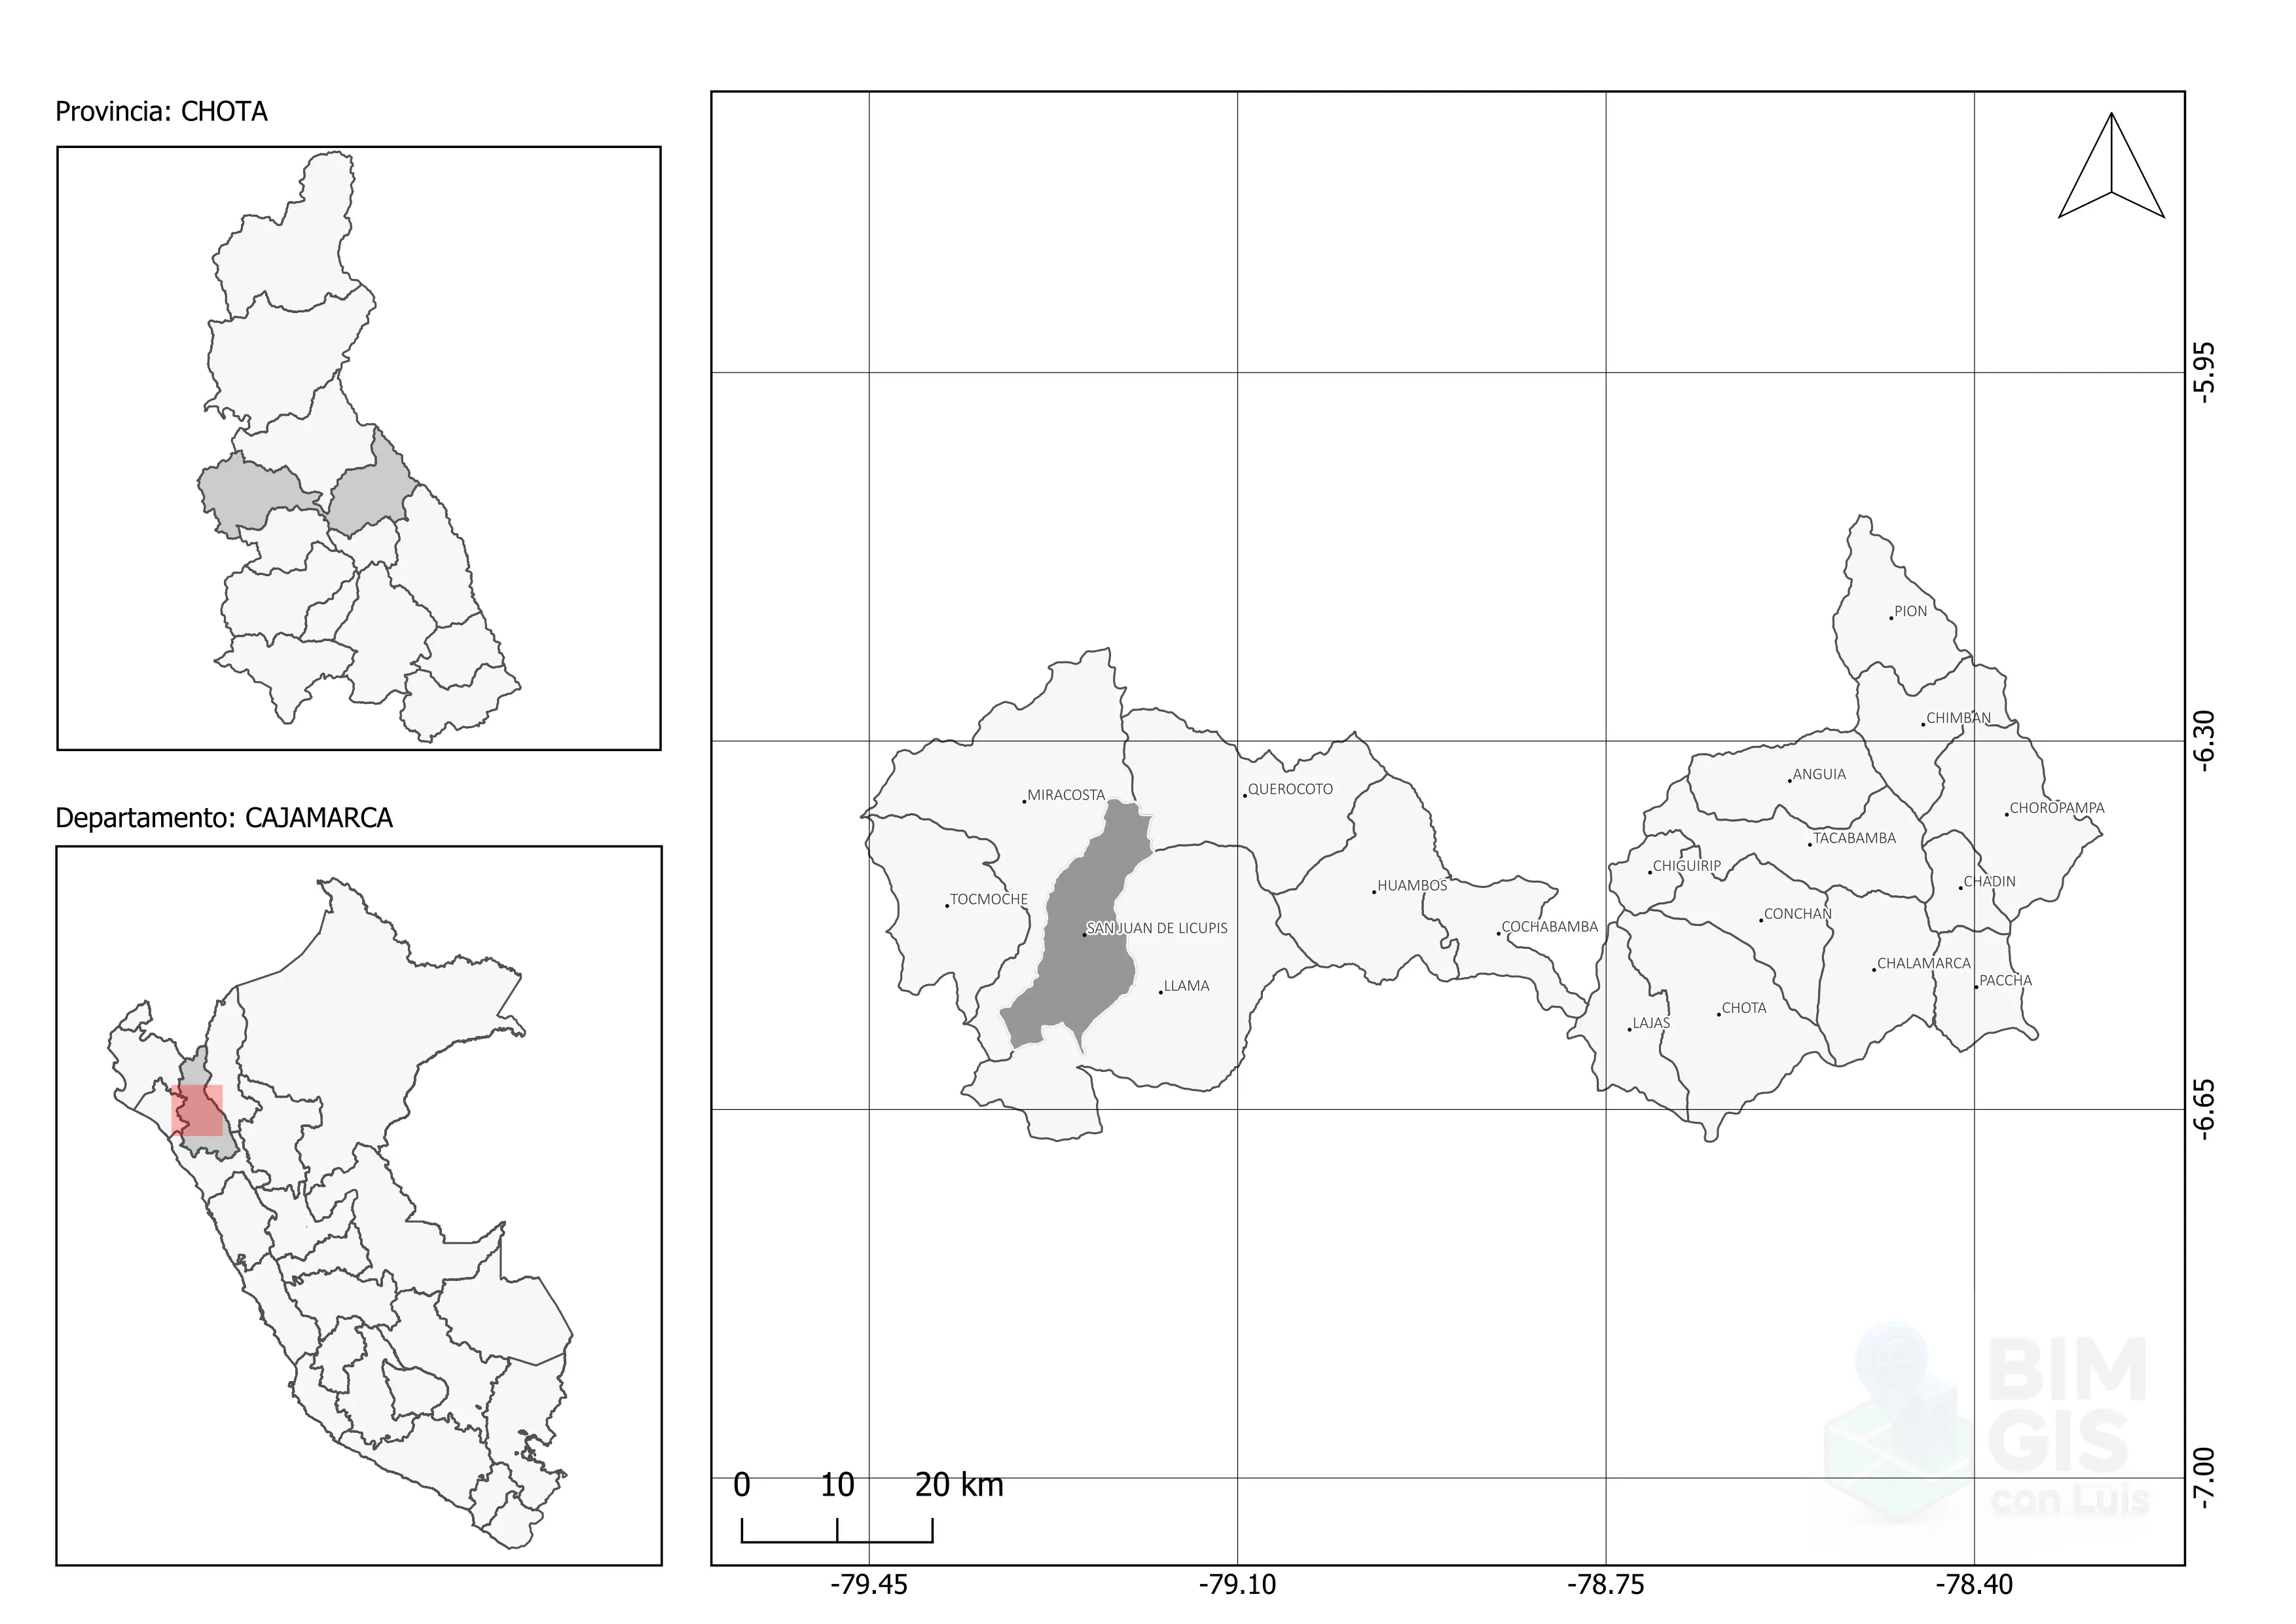 Provincia: CHOTA
Departamento: CAJAMARCA
PION
CHIMBAN
ANGUIA
MIRACOSTA
QUEROCOTO
CHOROPAMPA
TACABAMBA
CHIGUIRIP
CHADIN
HUAMBOS
TOCMOCHE
CONCHAN
SAN JUAN DE LICUPIS
COCHABAMBA
CHALAMARCA
PACCHA
LLAMA
CHOTA
LAJAS
-5.95
-6.30
-6.65
-7.00
BIM
GIS
con Luis
0 10 20 km
-79.45 -79.10 -78.75 -78.40